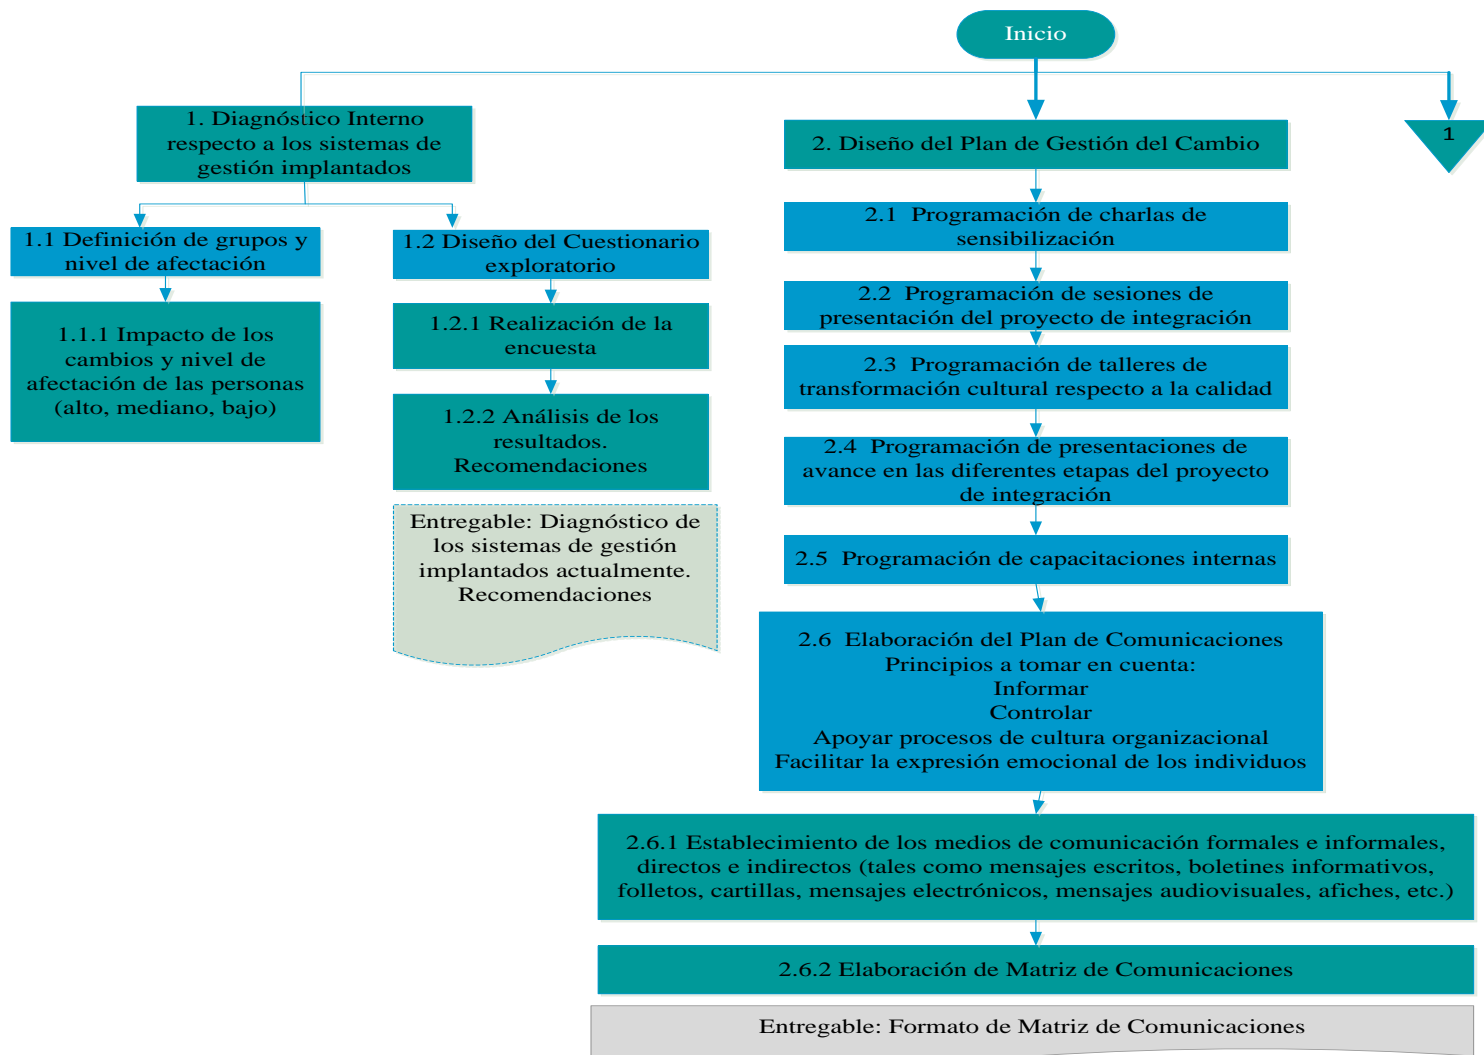 Inicio
1. Diagnóstico Interno
respecto a los sistemas de
gestión implantados
2. Diseño del Plan de Gestión del Cambio
1
1.1 Definición de grupos y
nivel de afectación
1.2 Diseño del Cuestionario
exploratorio
1.1.1 Impacto de los
cambios y nivel de
afectación de las personas
(alto, mediano, bajo)
1.2.1 Realización de la
encuesta
1.2.2 Análisis de los
resultados.
Recomendaciones
Entregable: Diagnóstico de
los sistemas de gestión
implantados actualmente.
Recomendaciones
2.1 Programación de charlas de
sensibilización
2.2 Programación de sesiones de
presentación del proyecto de integración
2.3 Programación de talleres de
transformación cultural respecto a la calidad
2.4 Programación de presentaciones de
avance en las diferentes etapas del proyecto
de integración
2.5 Programación de capacitaciones internas
2.6 Elaboración del Plan de Comunicaciones
Principios a tomar en cuenta:
Informar
Controlar
Apoyar procesos de cultura organizacional
Facilitar la expresión emocional de los individuos
2.6.1 Establecimiento de los medios de comunicación formales e informales,
directos e indirectos (tales como mensajes escritos, boletines informativos,
folletos, cartillas, mensajes electrónicos, mensajes audiovisuales, afiches, etc.)
2.6.2 Elaboración de Matriz de Comunicaciones
Entregable: Formato de Matriz de Comunicaciones